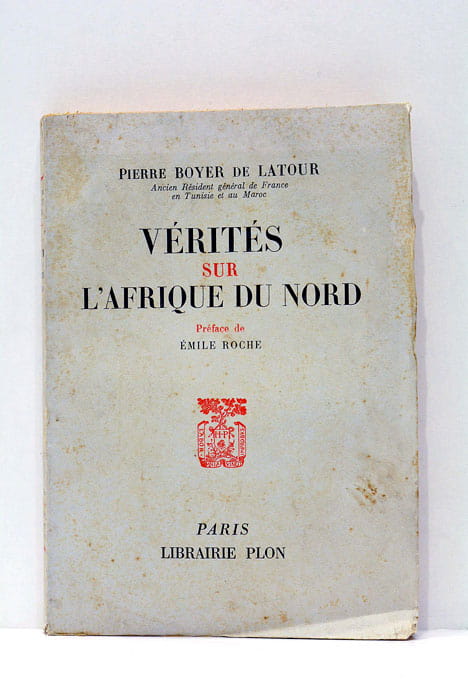 PIERRE BOYER DE LATOUR
Ancien Résident général de France
en Tunisie et au Maroc
VÉRITÉS
SUR
L'AFRIQUE DU NORD
Préface de
ÉMILE ROCHE
PARIS
LIBRAIRIE PLON